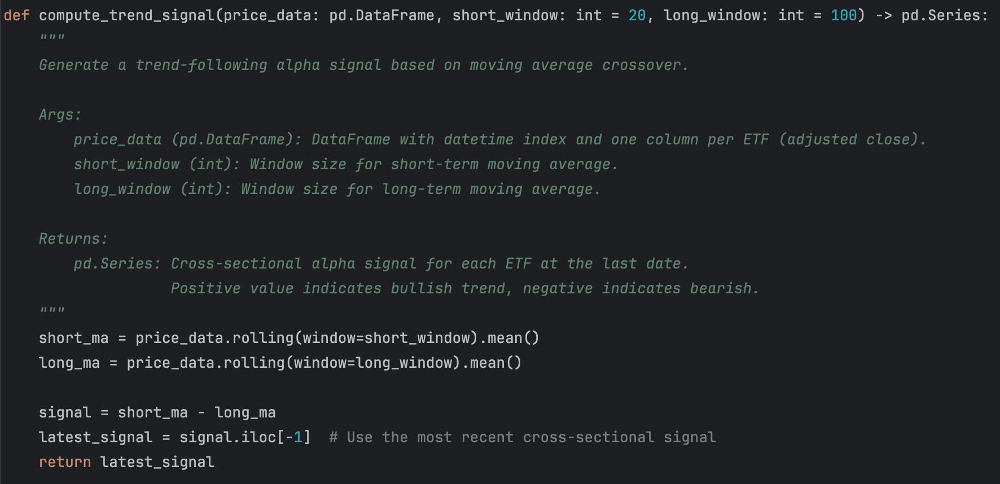 def compute_trend_signal(price_data: pd.DataFrame, short_window: int = 20, long_window: int = 100) -> pd.Series:
    """
    Generate a trend-following alpha signal based on moving average crossover.

    Args:
        price_data (pd.DataFrame): DataFrame with datetime index and one column per ETF (adjusted close).
        short_window (int): Window size for short-term moving average.
        long_window (int): Window size for long-term moving average.

    Returns:
        pd.Series: Cross-sectional alpha signal for each ETF at the last date.
                   Positive value indicates bullish trend, negative indicates bearish.
    """
    short_ma = price_data.rolling(window=short_window).mean()
    long_ma = price_data.rolling(window=long_window).mean()

    signal = short_ma - long_ma
    latest_signal = signal.iloc[-1]  # Use the most recent cross-sectional signal
    return latest_signal